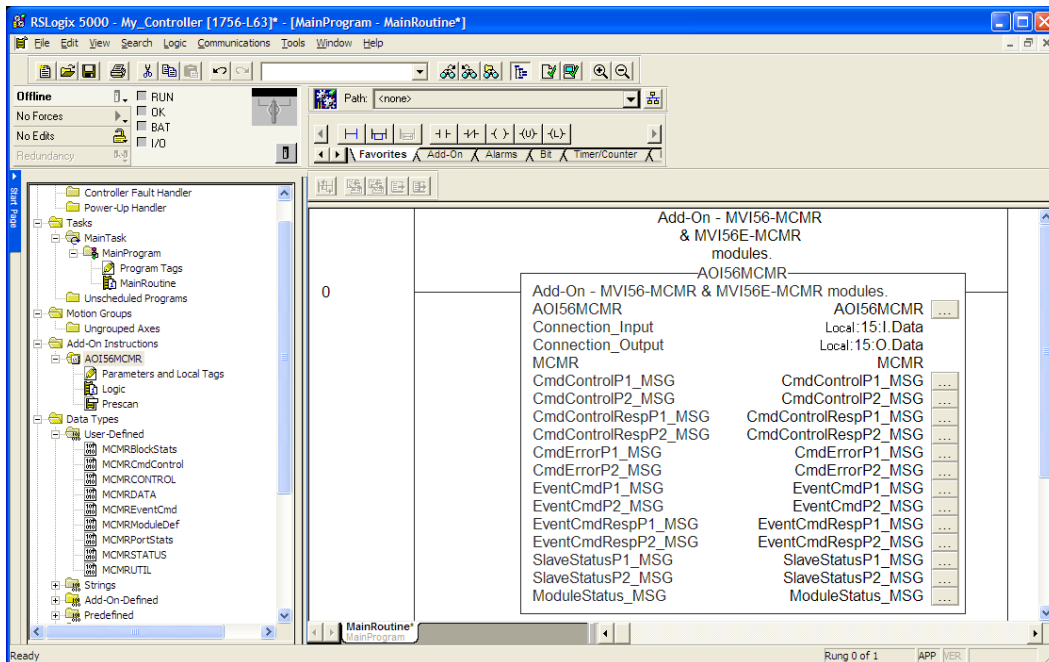 RSLogix 5000 - My_Controller [1756-L63]* - [MainProgram - MainRoutine*]
File Edit View Search Logic Communications Tools Window Help
Offline RUN
No Forces OK
BAT
No Edits I/O
Redundancy
Path: <none>
Favorites Add-On Alarms Bit Timer/Counter
Start Page
Controller Fault Handler
Power-Up Handler
Tasks
MainTask
MainProgram
Program Tags
MainRoutine
Unscheduled Programs
Motion Groups
Ungrouped Axes
Add-On Instructions
AOI56MCMR
Parameters and Local Tags
Logic
Prescan
Data Types
User-Defined
MCMRBlockStats
MCMRCmdControl
MCMRCONTROL
MCMRDATA
MCMREventCmd
MCMRModuleDef
MCMRPortStats
MCMRSTATUS
MCMRUTIL
Strings
Add-On-Defined
Predefined
0
Add-On - MVI56-MCMR
& MVI56E-MCMR
modules.
AOI56MCMR
Add-On - MVI56-MCMR & MVI56E-MCMR modules.
AOI56MCMR AOI56MCMR ...
Connection_Input Local:15:I.Data
Connection_Output Local:15:O.Data
MCMR MCMR
CmdControlP1_MSG CmdControlP1_MSG ...
CmdControlP2_MSG CmdControlP2_MSG ...
CmdControlRespP1_MSG CmdControlRespP1_MSG ...
CmdControlRespP2_MSG CmdControlRespP2_MSG ...
CmdErrorP1_MSG CmdErrorP1_MSG ...
CmdErrorP2_MSG CmdErrorP2_MSG ...
EventCmdP1_MSG EventCmdP1_MSG ...
EventCmdP2_MSG EventCmdP2_MSG ...
EventCmdRespP1_MSG EventCmdRespP1_MSG ...
EventCmdRespP2_MSG EventCmdRespP2_MSG ...
SlaveStatusP1_MSG SlaveStatusP1_MSG ...
SlaveStatusP2_MSG SlaveStatusP2_MSG ...
ModuleStatus_MSG ModuleStatus_MSG ...
MainRoutine*
MainProgram
Ready Rung 0 of 1 APP VER